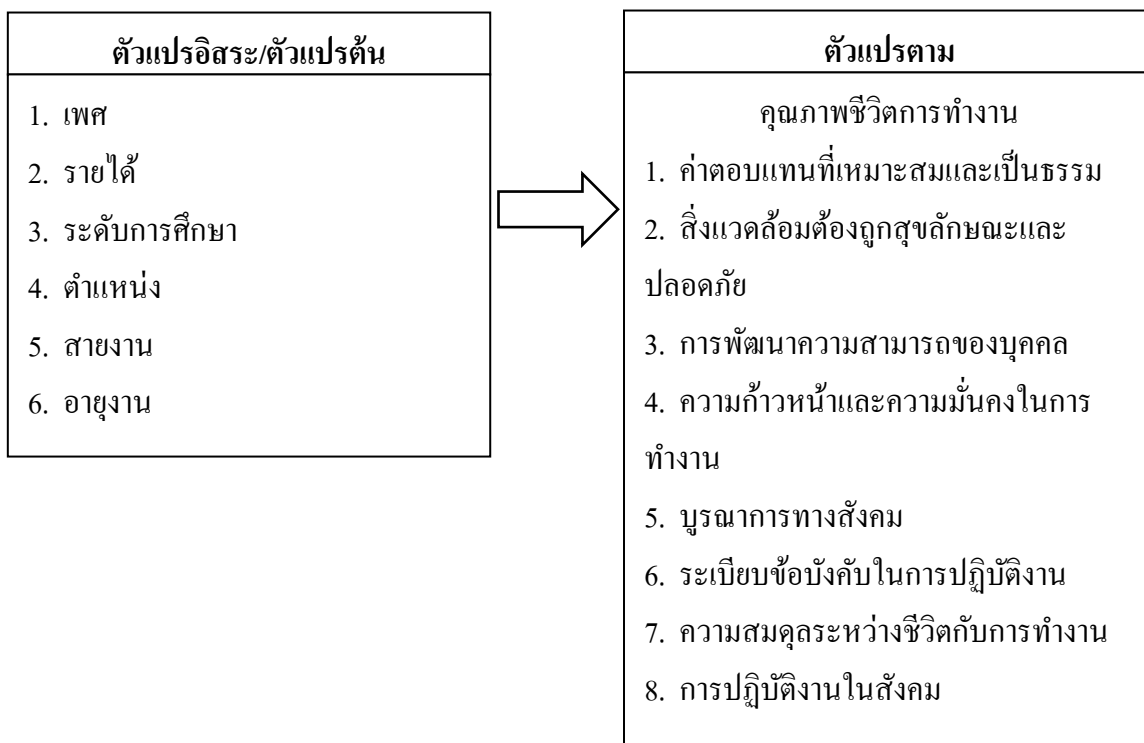 ตัวแปรอิสระ/ตัวแปรต้น
1. เพศ
2. รายได้
3. ระดับการศึกษา
4. ตำแหน่ง
5. สายงาน
6. อายุงาน
ตัวแปรตาม
คุณภาพชีวิตการทำงาน
1. ค่าตอบแทนที่เหมาะสมและเป็นธรรม
2. สิ่งแวดล้อมต้องถูกสุขลักษณะและ
ปลอดภัย
3. การพัฒนาความสามารถของบุคคล
4. ความก้าวหน้าและความมั่นคงในการ
ทำงาน
5. บูรณาการทางสังคม
6. ระเบียบข้อบังคับในการปฏิบัติงาน
7. ความสมดุลระหว่างชีวิตกับการทำงาน
8. การปฏิบัติงานในสังคม